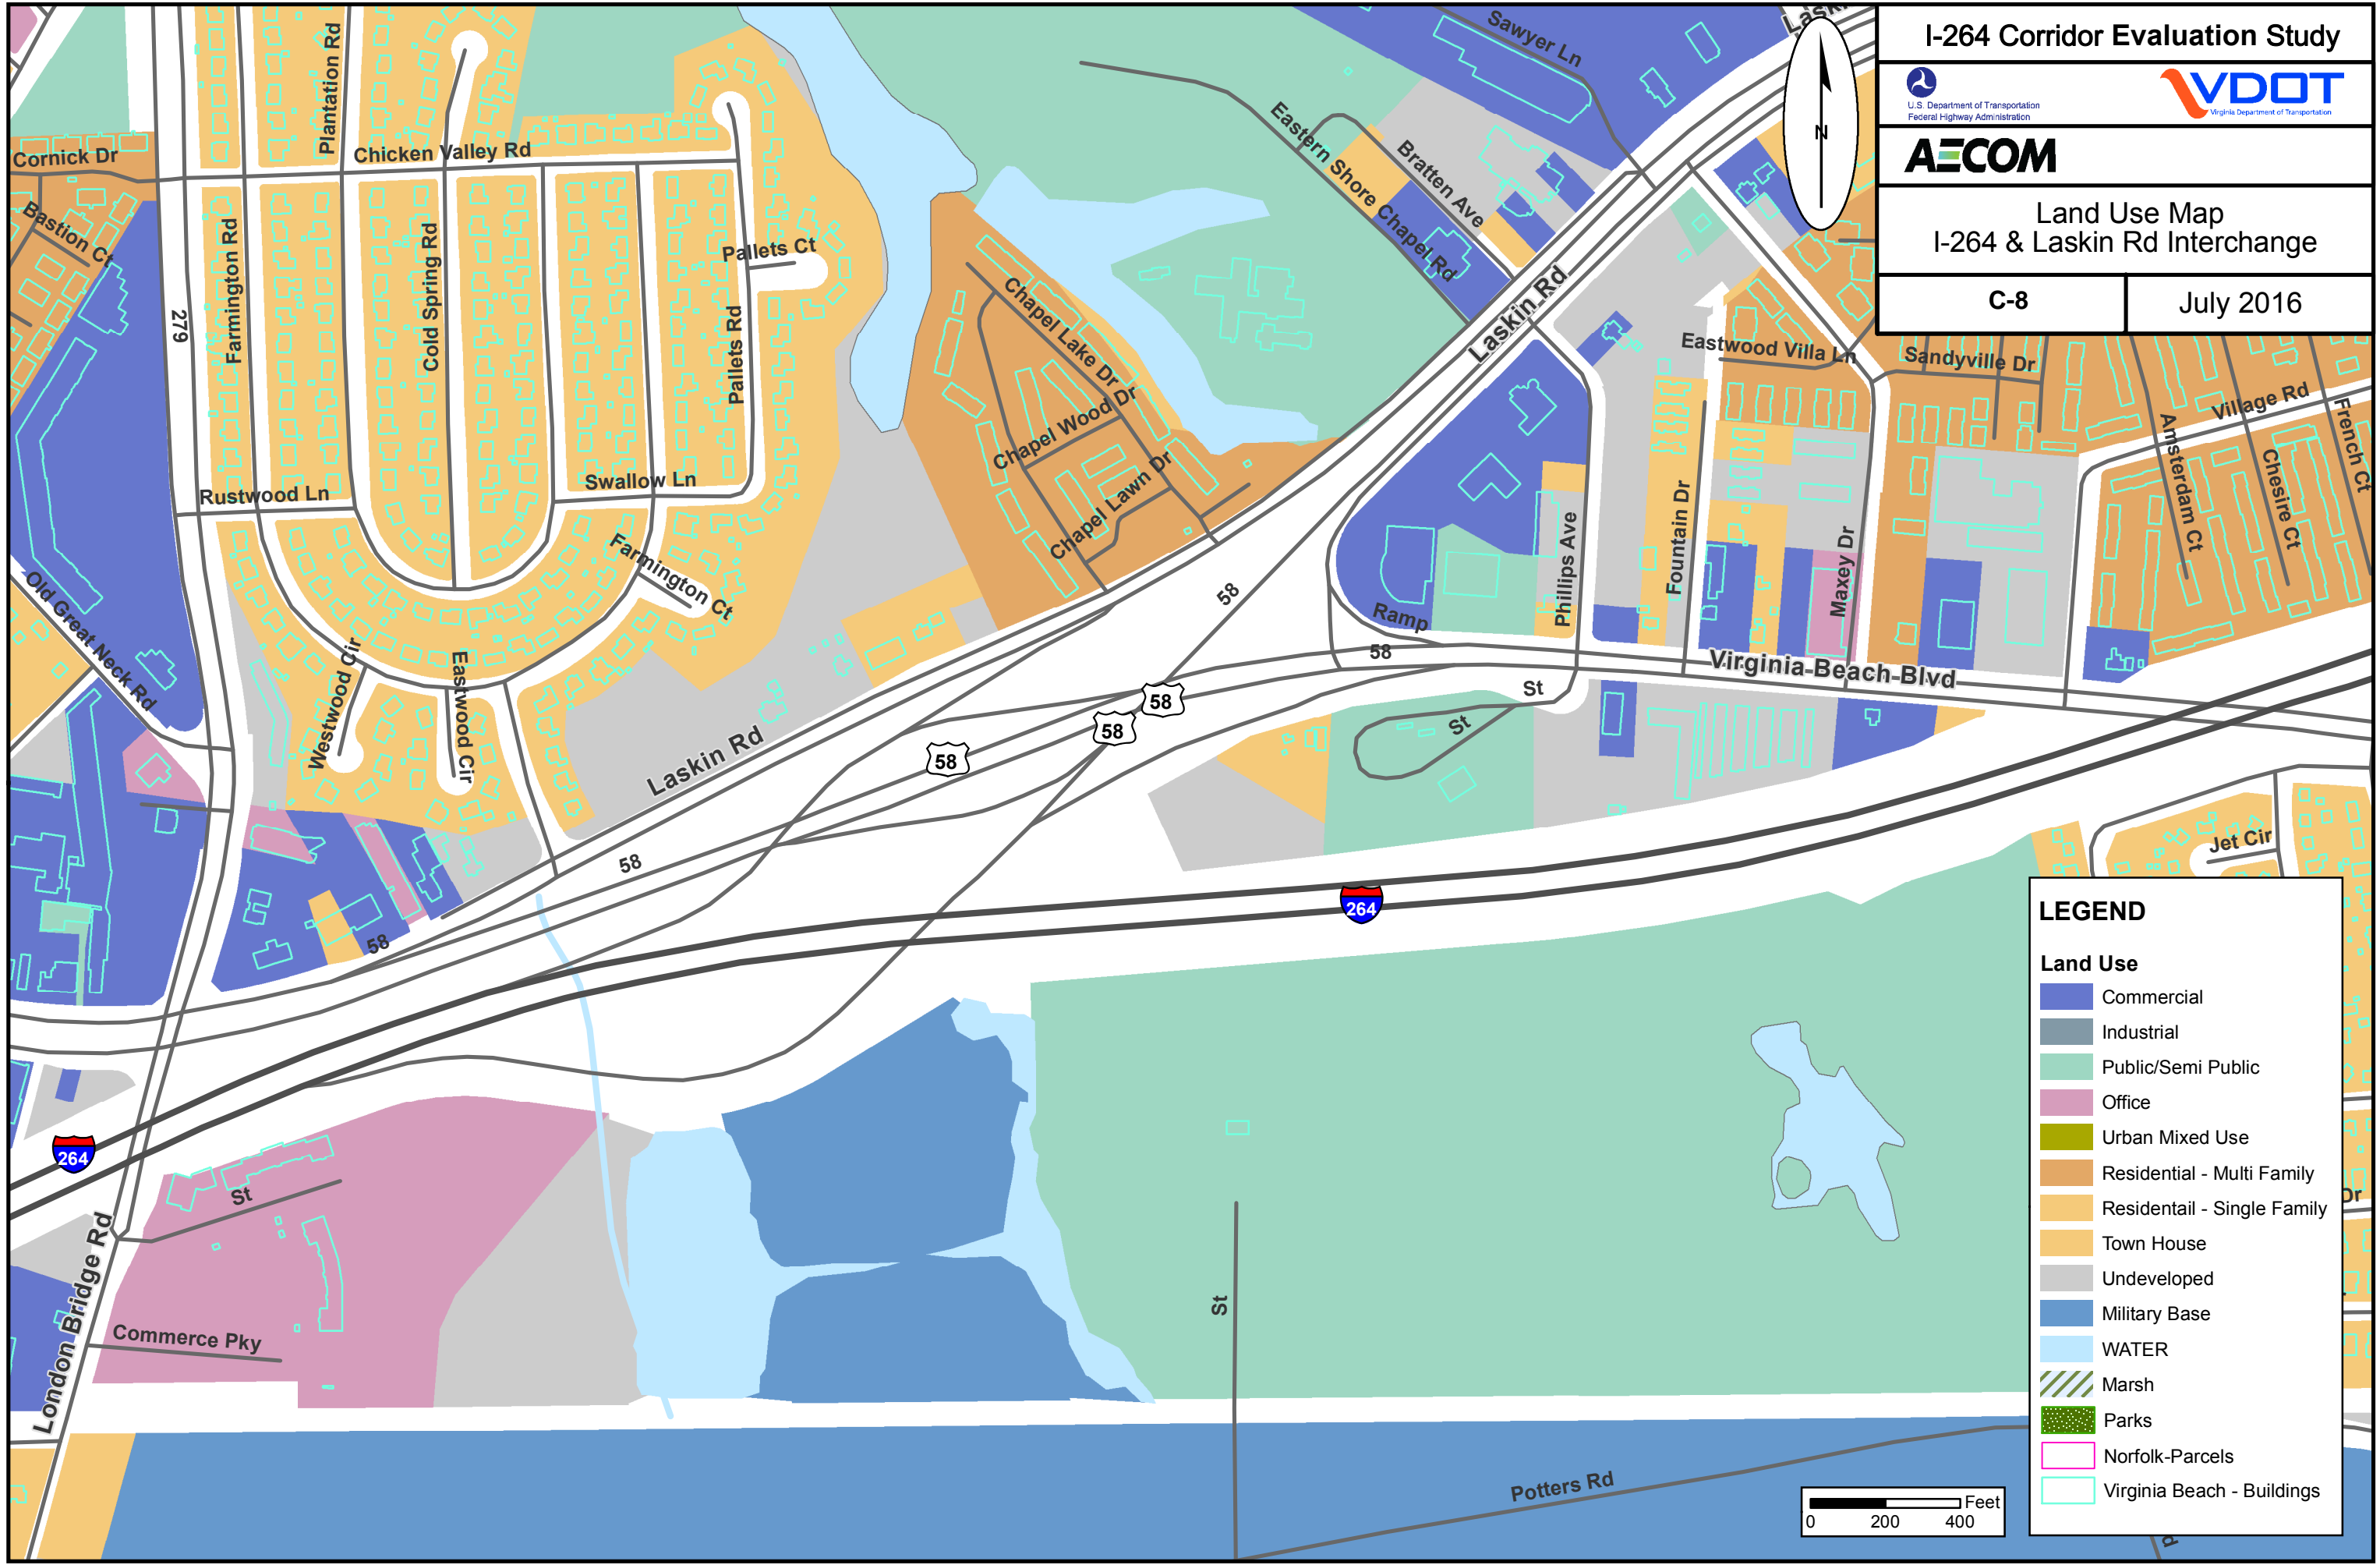 I-264 Corridor Evaluation Study
U.S. Department of Transportation
Federal Highway Administration
VDOT
Virginia Department of Transportation
AECOM
Land Use Map
I-264 & Laskin Rd Interchange
C-8
July 2016
N
Sawyer Ln
Plantation Rd
Chicken Valley Rd
Cornick Dr
Bastion Ct
Eastern Shore Chapel Rd
Bratten Ave
Farmington Rd
Cold Spring Rd
Pallets Ct
Pallets Rd
279
Laskin Rd
Chapel Lake Dr
Chapel Wood Dr
Chapel Lawn Dr
Eastwood Villa Ln
Sandyville Dr
Village Rd
French Ct
Amsterdam Ct
Chesire Ct
Rustwood Ln
Swallow Ln
Farmington Ct
Old Great Neck Rd
Westwood Cir
Eastwood Cir
Phillips Ave
Fountain Dr
Maxey Dr
58
Ramp
58
Virginia Beach Blvd
St
St
58
58
58
Laskin Rd
58
58
Jet Cir
264
264
St
London Bridge Rd
Commerce Pky
St
Potters Rd
Dr
LEGEND
Land Use
Commercial
Industrial
Public/Semi Public
Office
Urban Mixed Use
Residential - Multi Family
Residentail - Single Family
Town House
Undeveloped
Military Base
WATER
Marsh
Parks
Norfolk-Parcels
Virginia Beach - Buildings
Feet
0 200 400